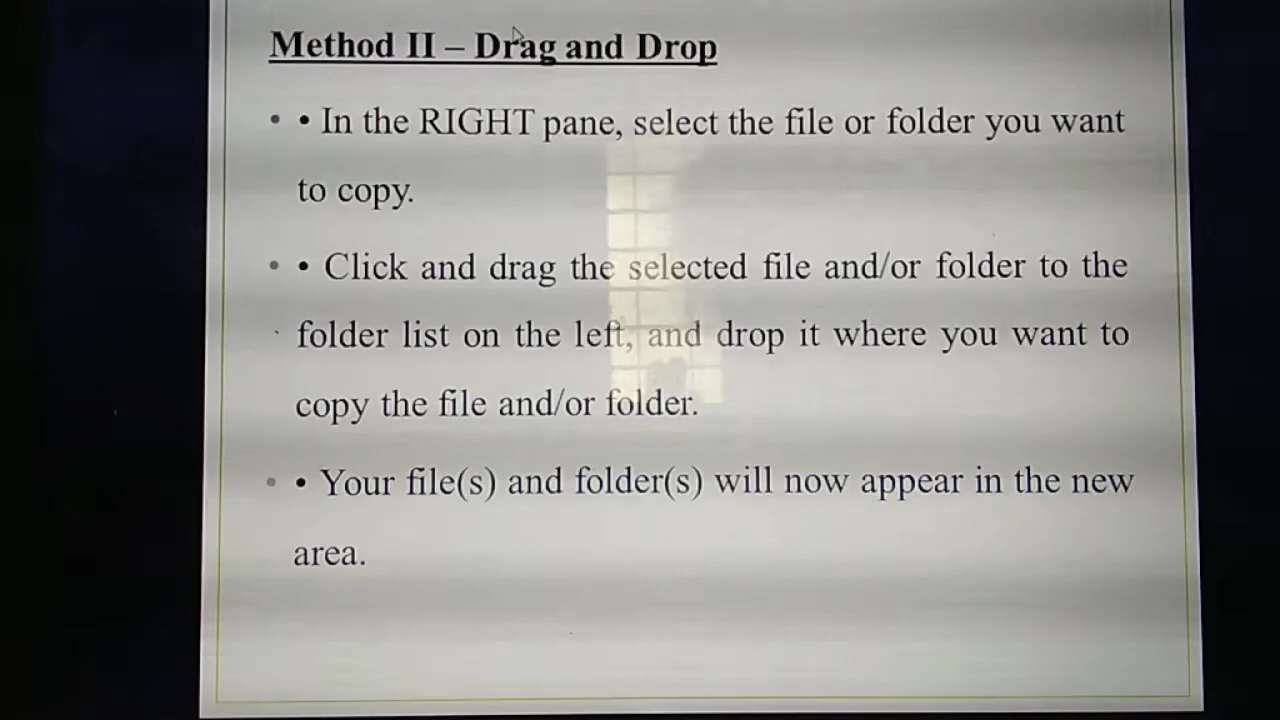 Method II – Drag and Drop
• • In the RIGHT pane, select the file or folder you want
to copy.
• • Click and drag the selected file and/or folder to the
folder list on the left, and drop it where you want to
copy the file and/or folder.
• • Your file(s) and folder(s) will now appear in the new
area.